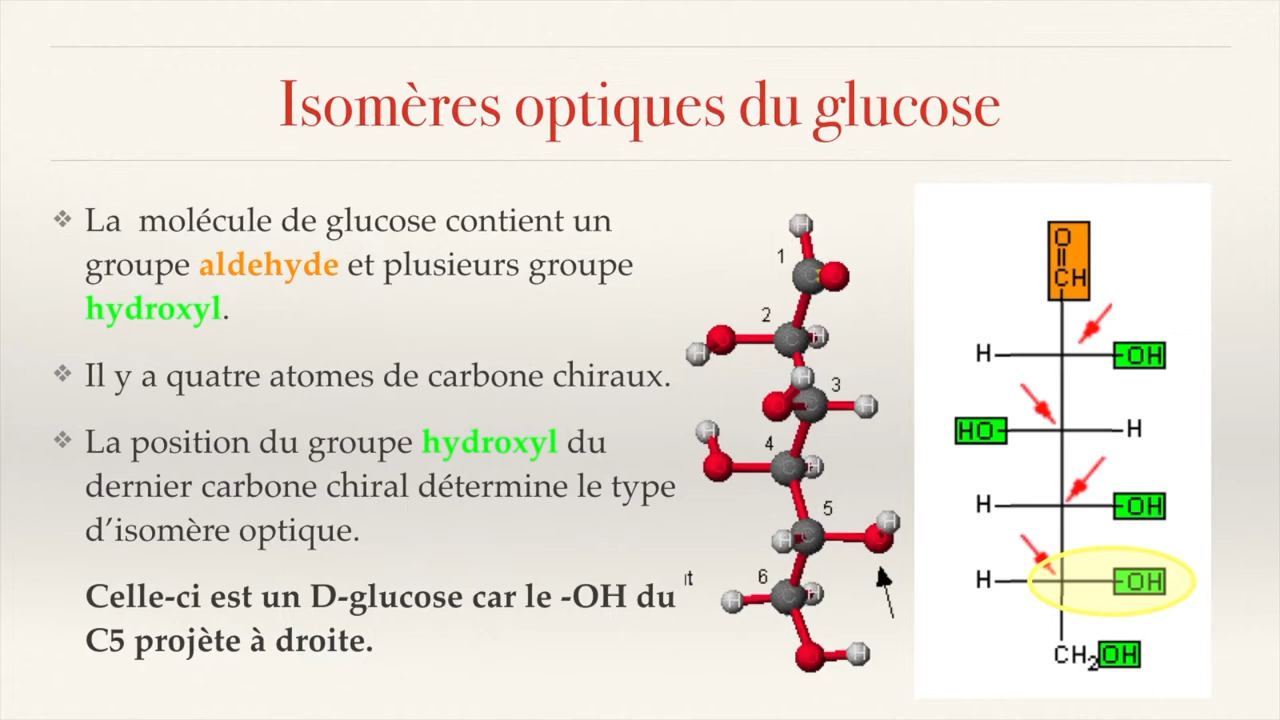 Isomères optiques du glucose
❖ La molécule de glucose contient un
groupe aldehyde et plusieurs groupe
hydroxyl.
❖ Il y a quatre atomes de carbone chiraux.
❖ La position du groupe hydroxyl du
dernier carbone chiral détermine le type
d'isomère optique.
Celle-ci est un D-glucose car le -OH du
C5 projète à droite.
H
1
C
2
C H
H
H
3
C H
H
4
C H
5
H C
H
ıt
6
H C H
H
O
CH
H -OH
HO- H
H -OH
H -OH
CH2OH